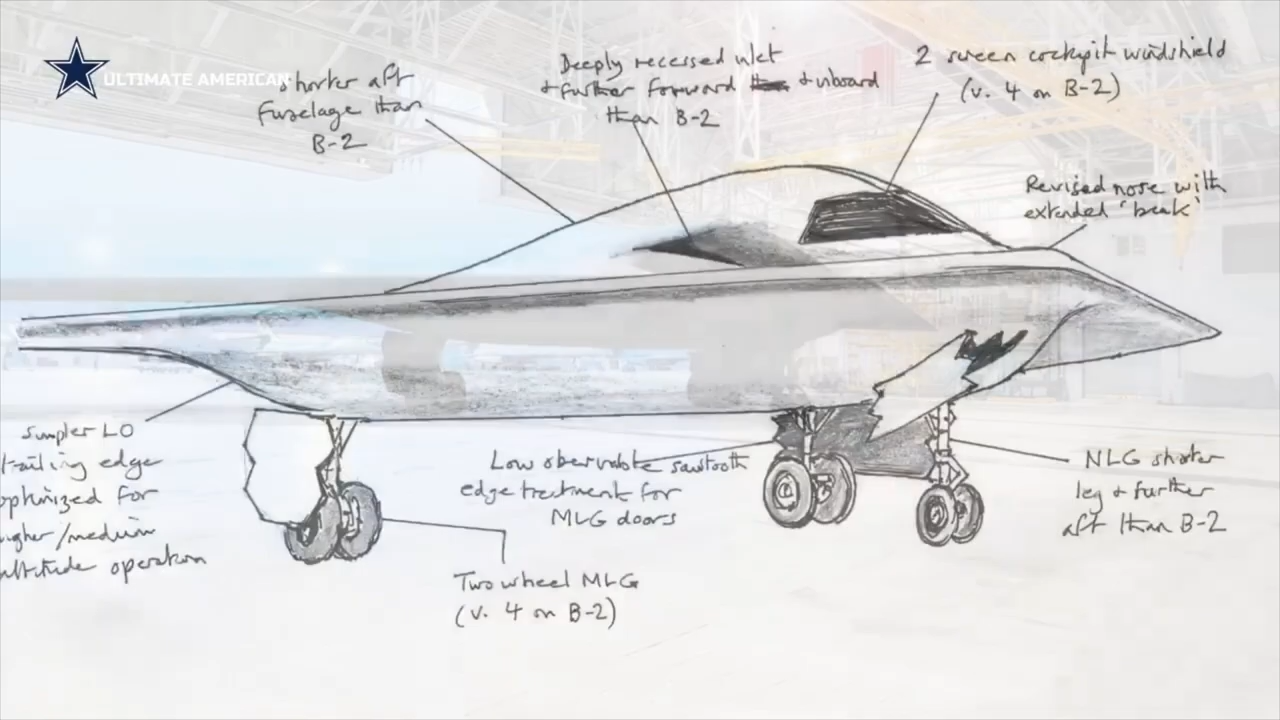 ULTIMATE AMERICAN
Shorter aft
fuselage than
B-2
Deeply recessed inlet
+ further forward + inboard
than B-2
2 screen cockpit windshield
(v. 4 on B-2)
Revised nose with
extended 'beak'
Simpler LO
trailing edge
optimized for
higher/medium
altitude operation
Low observable sawtooth
edge treatment for
MLG doors
NLG shorter
leg + further
aft than B-2
Two wheel MLG
(v. 4 on B-2)